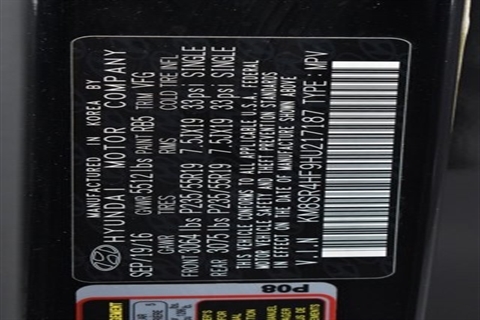 MANUFACTURED IN KOREA BY
HYUNDAI MOTOR COMPANY
SEP/19/16 GVWR 5512 lbs PAINT RB5 TRIM VFG
GAWR TIRES RIMS COLD TIRE INFL
FRONT 3064 lbs P235/55R19 7.5JX19 33psi SINGLE
REAR 3075 lbs P235/55R19 7.5JX19 33psi SINGLE
THIS VEHICLE CONFORMS TO ALL APPLICABLE U.S.A. FEDERAL
MOTOR VEHICLE SAFETY AND THEFT PREVENTION STANDARDS
IN EFFECT ON THE DATE OF MANUFACTURE SHOWN ABOVE
V.I.N KM8SR4HF9HU217187 TYPE : MPV
P08